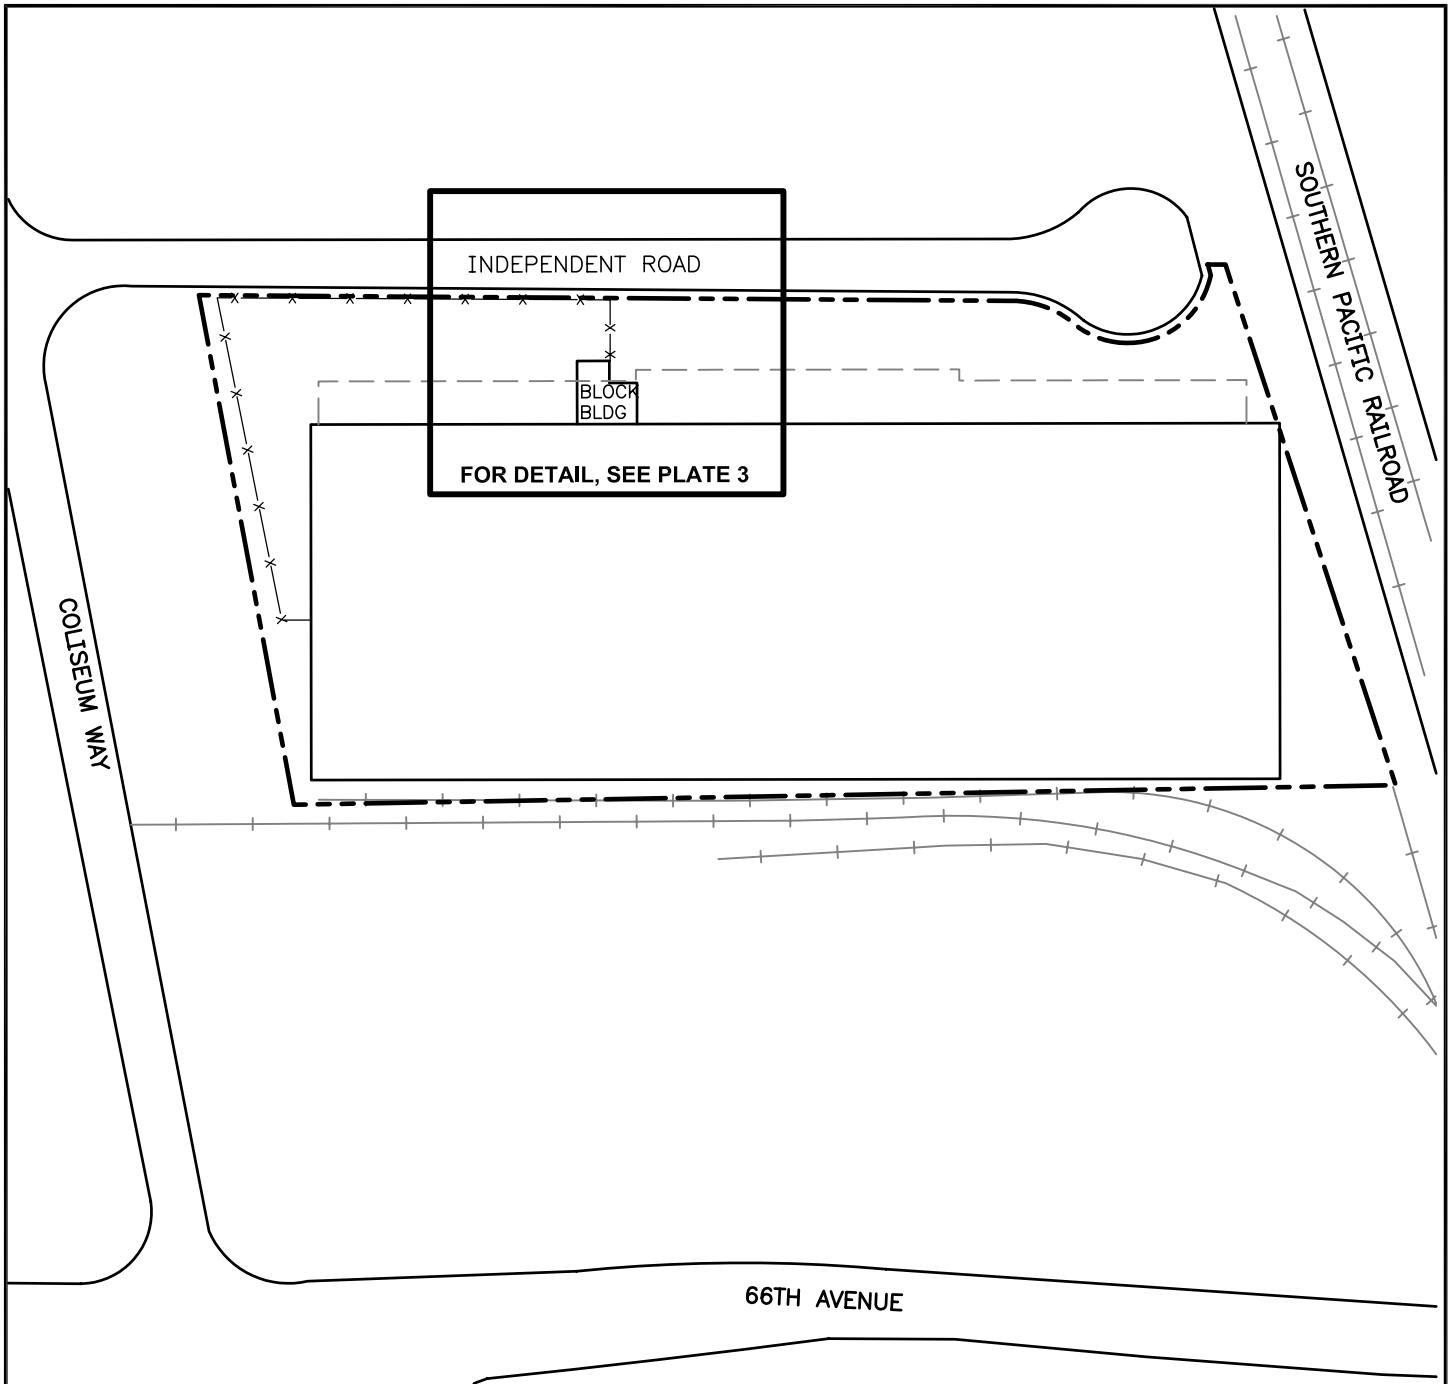 INDEPENDENT ROAD
SOUTHERN PACIFIC RAILROAD
BLOCK
BLDG
FOR DETAIL, SEE PLATE 3
COLISEUM WAY
66TH AVENUE